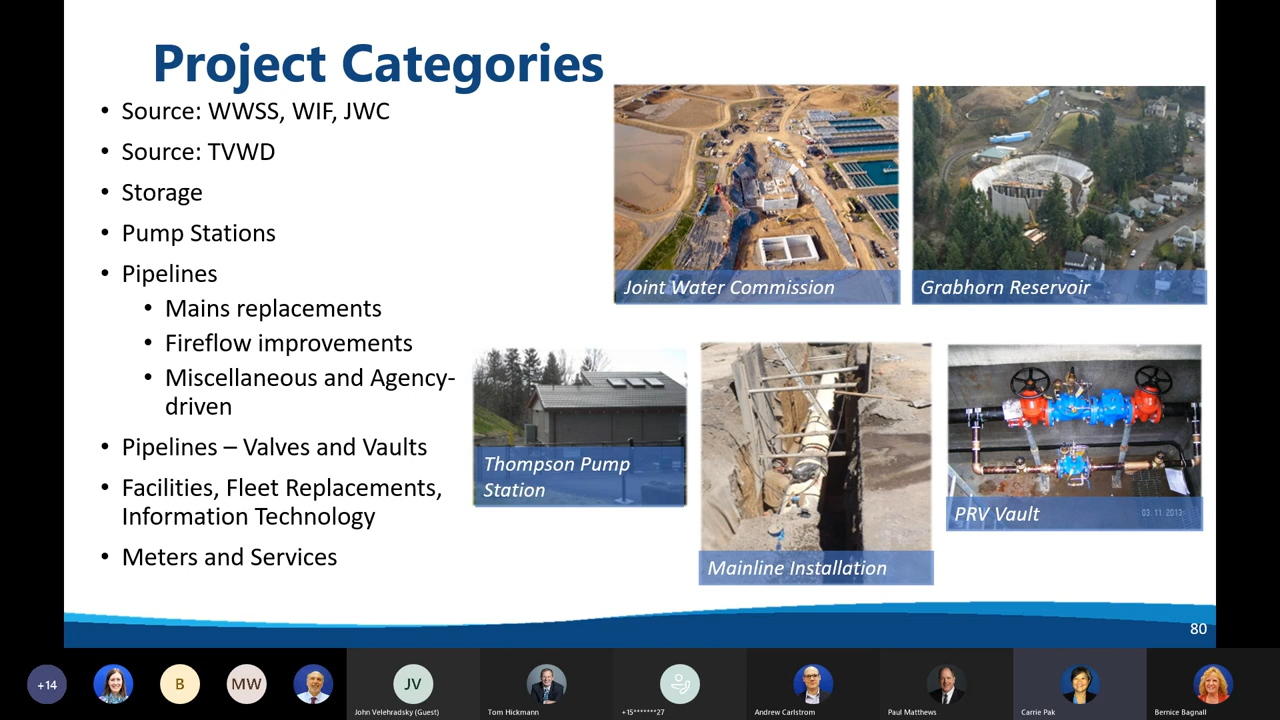 Project Categories
• Source: WWSS, WIF, JWC
• Source: TVWD
• Storage
• Pump Stations
• Pipelines
• Mains replacements
• Fireflow improvements
• Miscellaneous and Agency-
driven
• Pipelines – Valves and Vaults
• Facilities, Fleet Replacements,
Information Technology
• Meters and Services
Joint Water Commission
Grabhorn Reservoir
Thompson Pump
Station
Mainline Installation
PRV Vault
03.11.2013
80
+14
B
MW
JV
John Velehradsky (Guest)
Tom Hickmann
+15*******27
Andrew Carlstrom
Paul Matthews
Carrie Pak
Bernice Bagnall